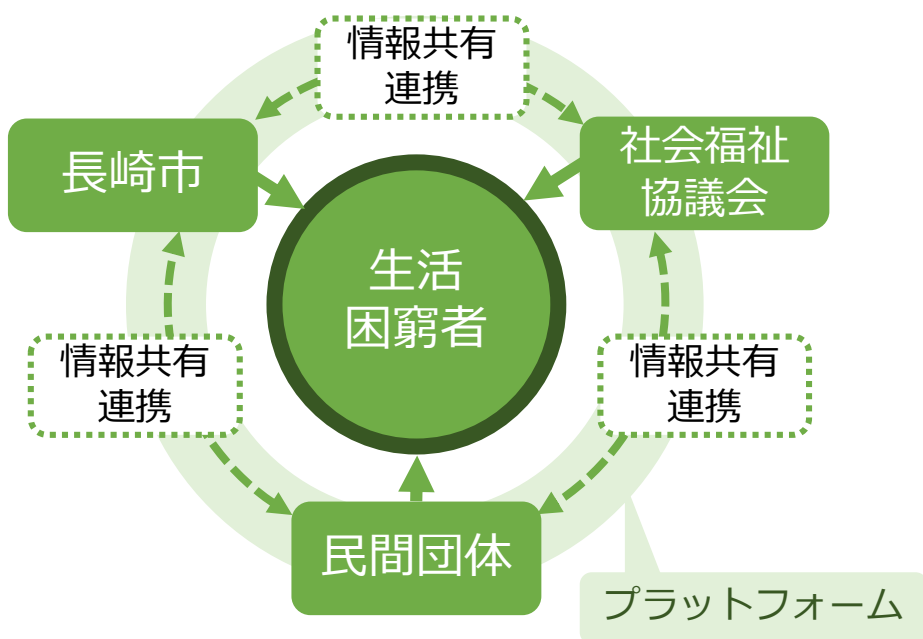 情報共有
連携
長崎市
社会福祉
協議会
生活
困窮者
情報共有
連携
情報共有
連携
民間団体
プラットフォーム